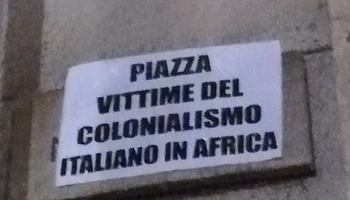 PIAZZA
VITTIME DEL
COLONIALISMO
ITALIANO IN AFRICA